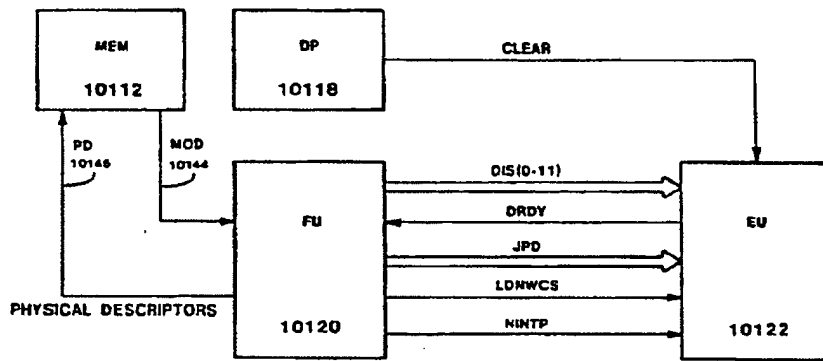 MEM
10112
DP
10118
CLEAR
PD
10146
MOD
10144
FU
10120
DIS(0-11)
DRDY
JPD
LDNWCS
NINTP
EU
10122
PHYSICAL DESCRIPTORS